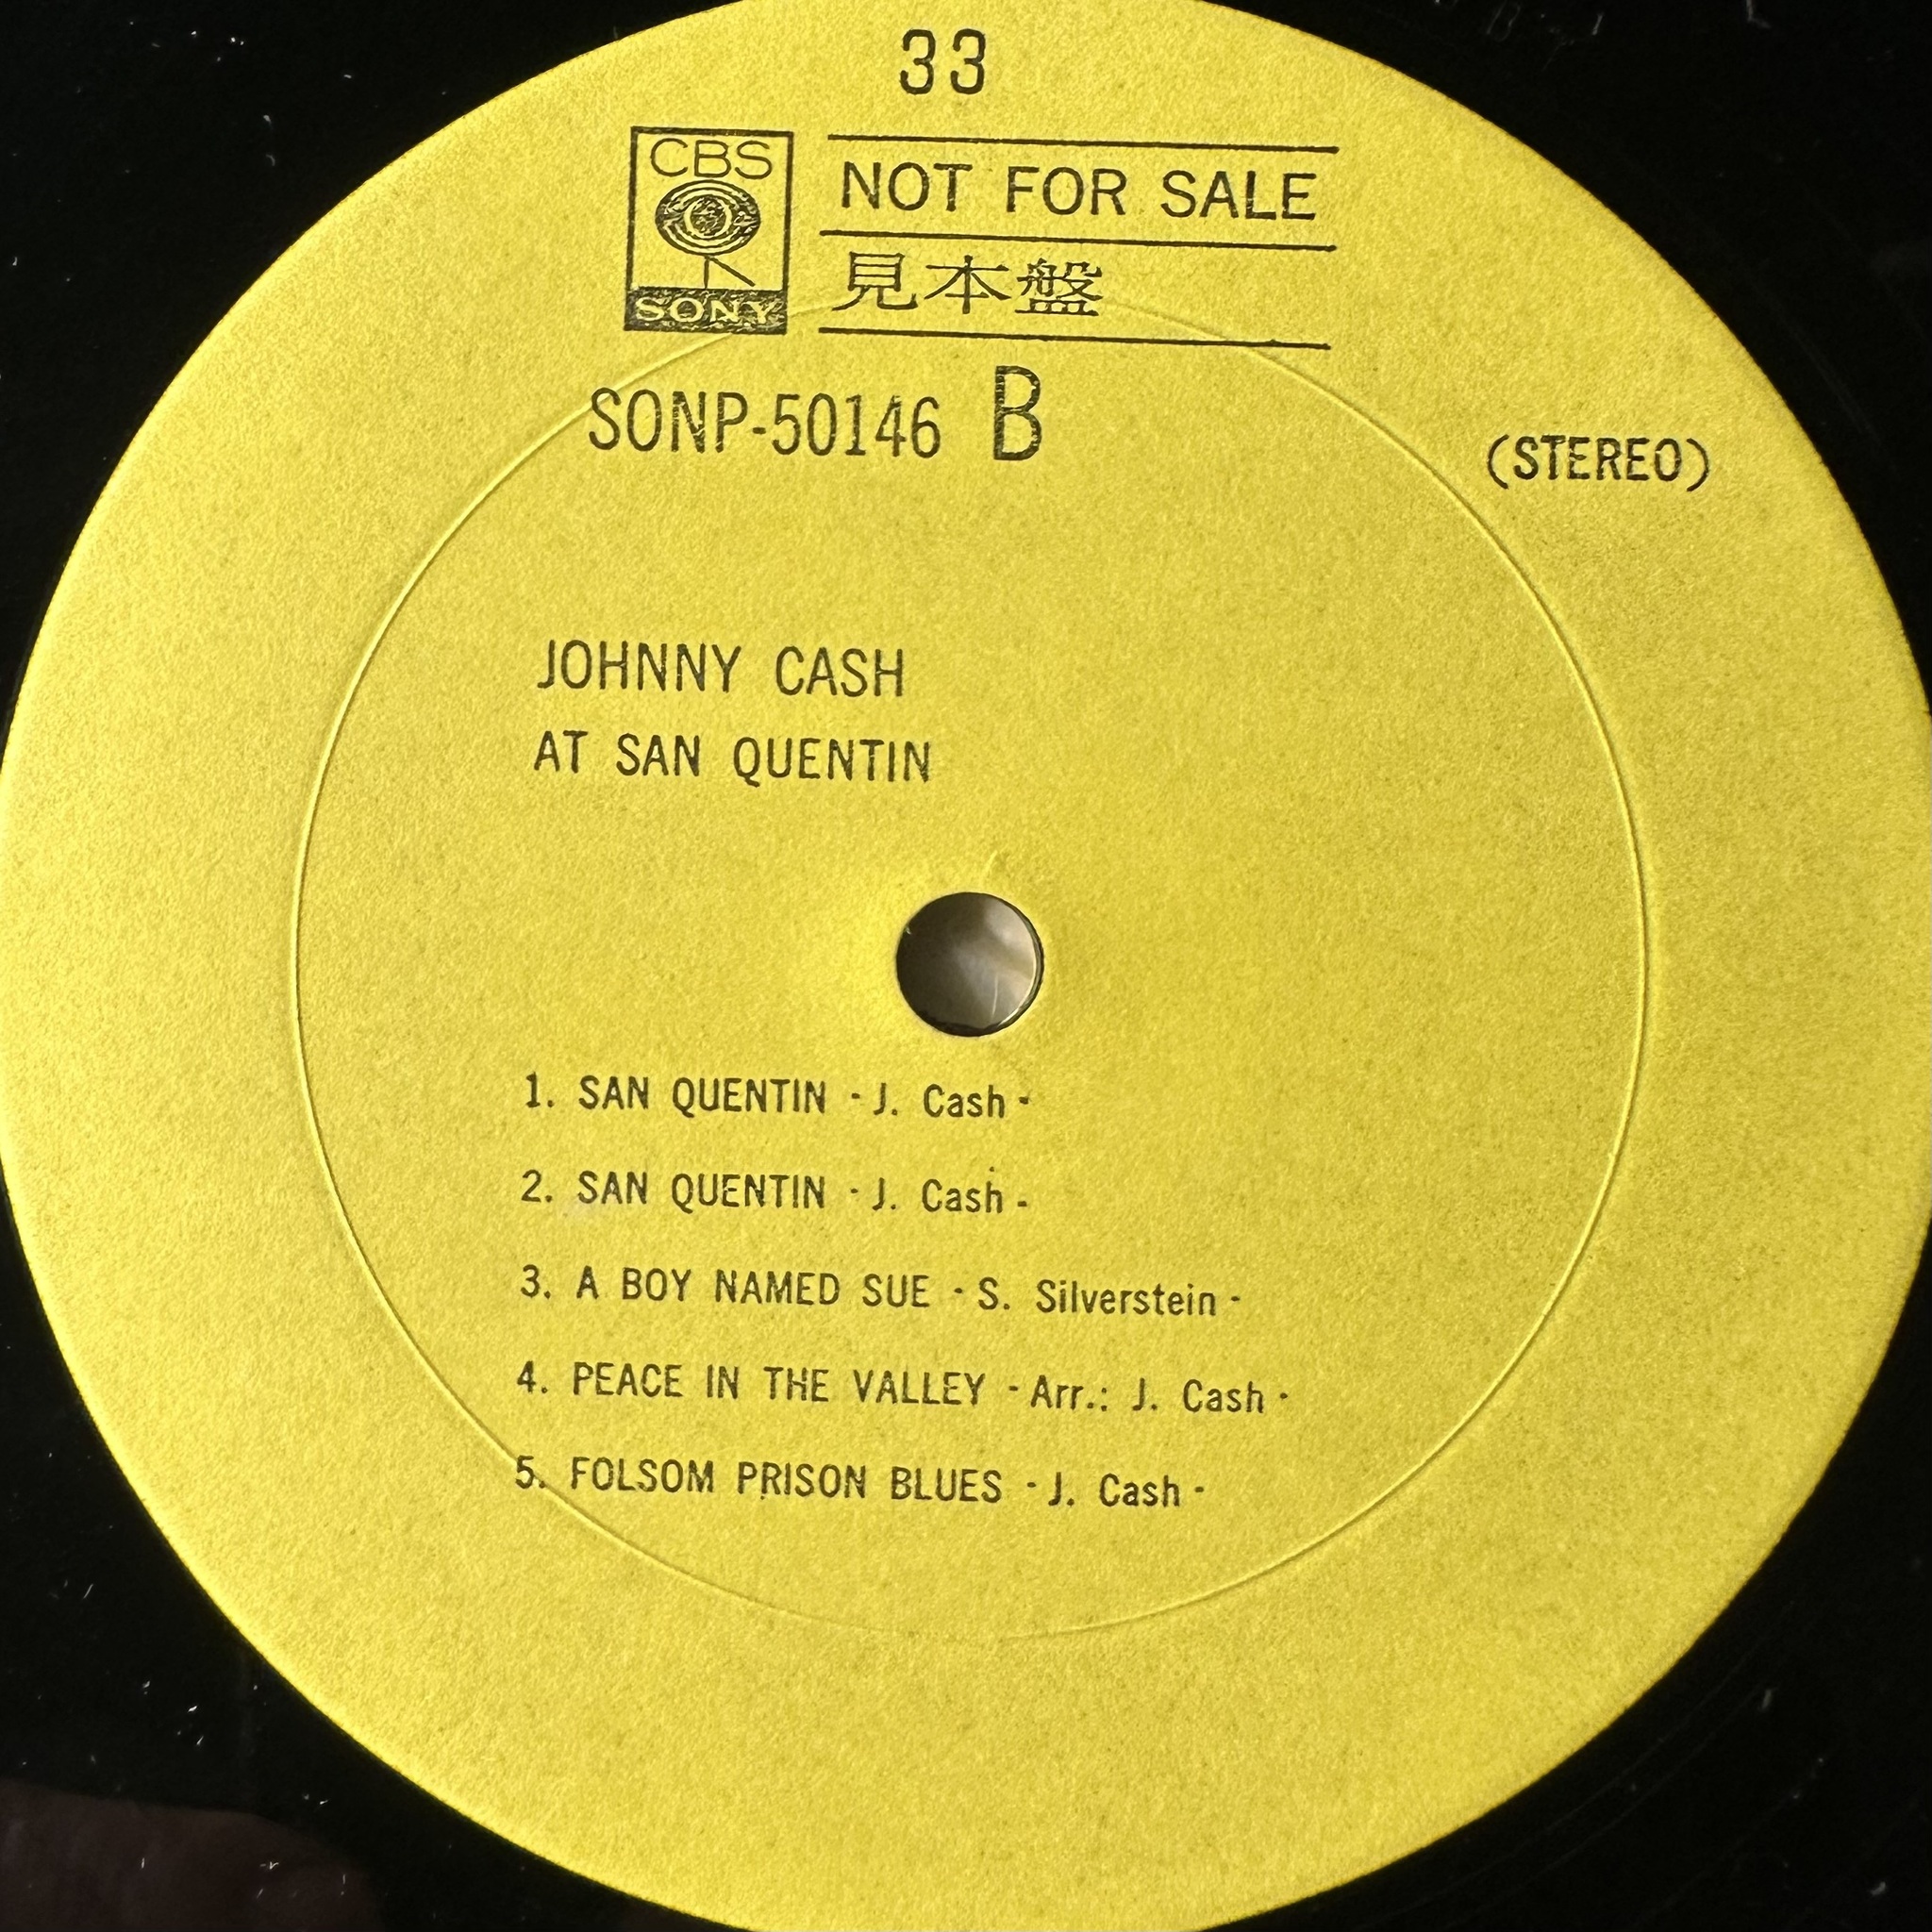 33
CBS
SONY
NOT FOR SALE
見本盤
SONP-50146 B
(STEREO)
JOHNNY CASH
AT SAN QUENTIN
1. SAN QUENTIN - J. Cash -
2. SAN QUENTIN - J. Cash -
3. A BOY NAMED SUE - S. Silverstein -
4. PEACE IN THE VALLEY - Arr.: J. Cash -
5. FOLSOM PRISON BLUES - J. Cash -